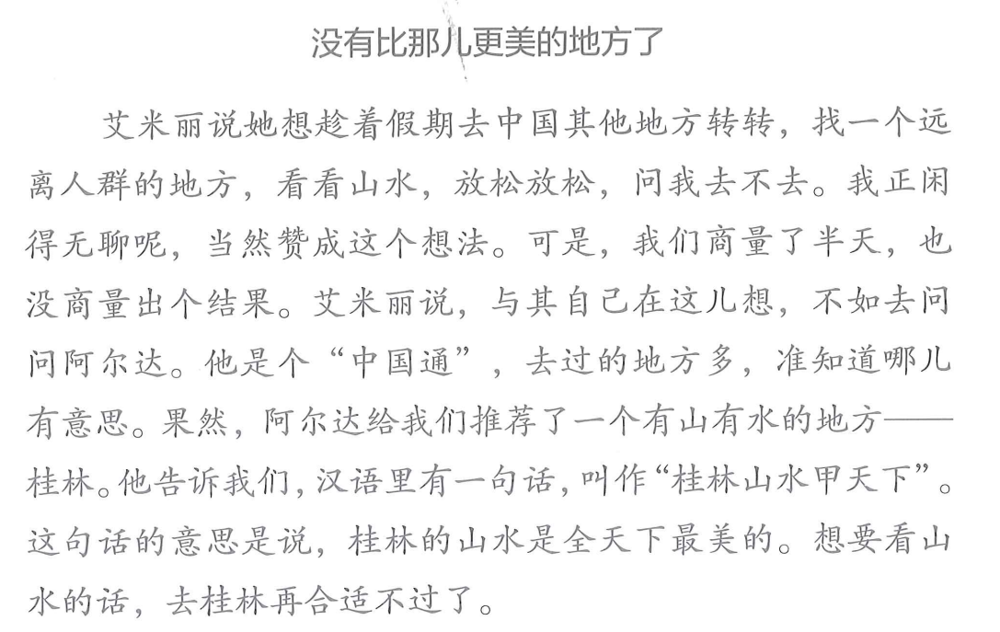 没有比那儿更美的地方了
艾米丽说她想趁着假期去中国其他地方转转，找一个远
离人群的地方，看看山水，放松放松，问我去不去。我正闲
得无聊呢，当然赞成这个想法。可是，我们商量了半天，也
没商量出个结果。艾米丽说，与其自己在这儿想，不如去问
问阿尔达。他是个“中国通”，去过的地方多，准知道哪儿
有意思。果然，阿尔达给我们推荐了一个有山有水的地方——
桂林。他告诉我们，汉语里有一句话，叫作“桂林山水甲天下”。
这句话的意思是说，桂林的山水是全天下最美的。想要看山
水的话，去桂林再合适不过了。